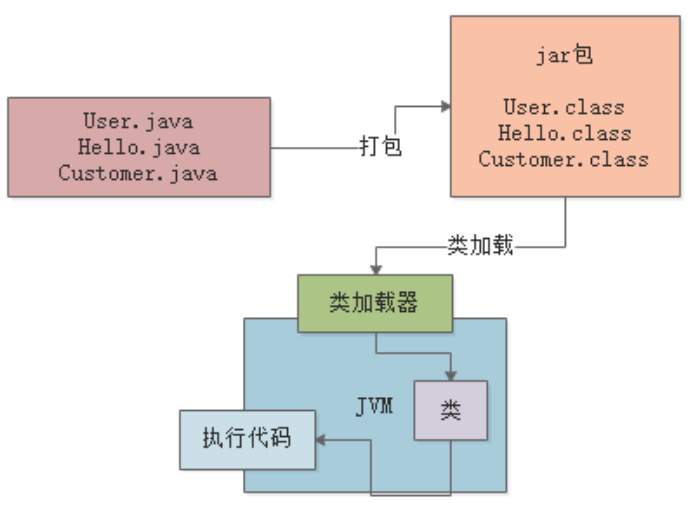 User.java
Hello.java
Customer.java
打包
jar包
User.class
Hello.class
Customer.class
类加载
类加载器
JVM
类
执行代码